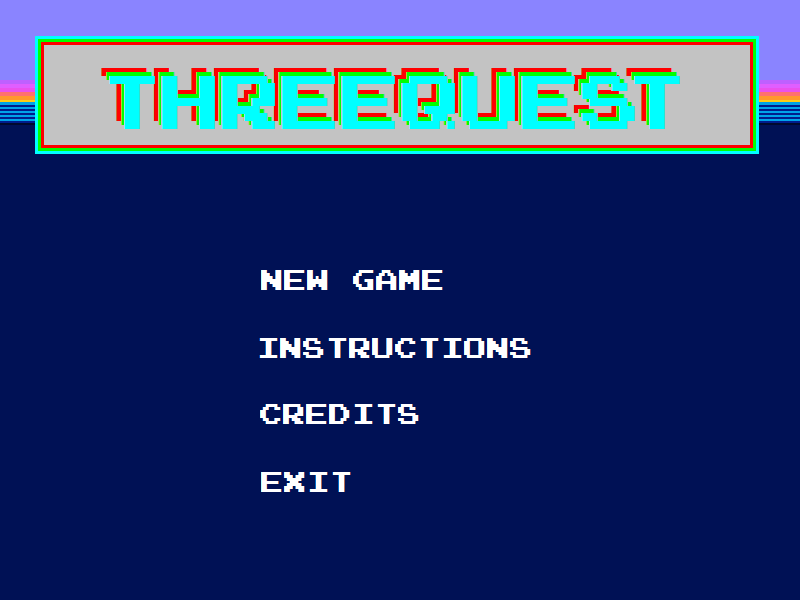 THREEQUEST
NEW GAME
INSTRUCTIONS
CREDITS
EXIT